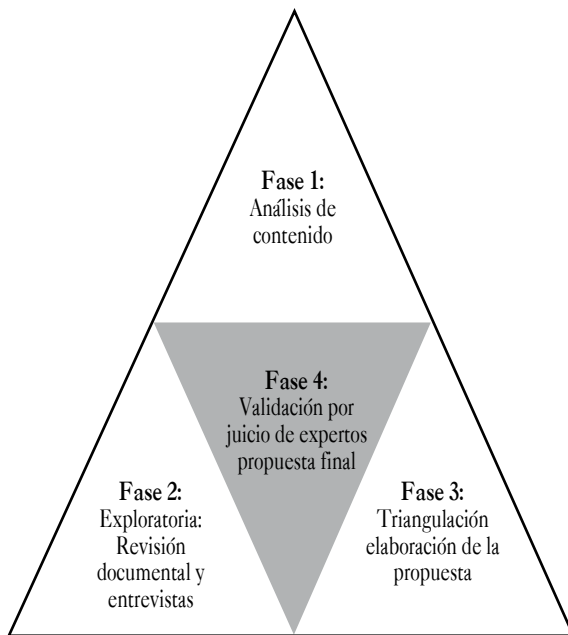 Fase 1:
Análisis de
contenido
Fase 4:
Validación por
juicio de expertos
propuesta final
Fase 2:
Exploratoria:
Revisión
documental y
entrevistas
Fase 3:
Triangulación
elaboración de la
propuesta